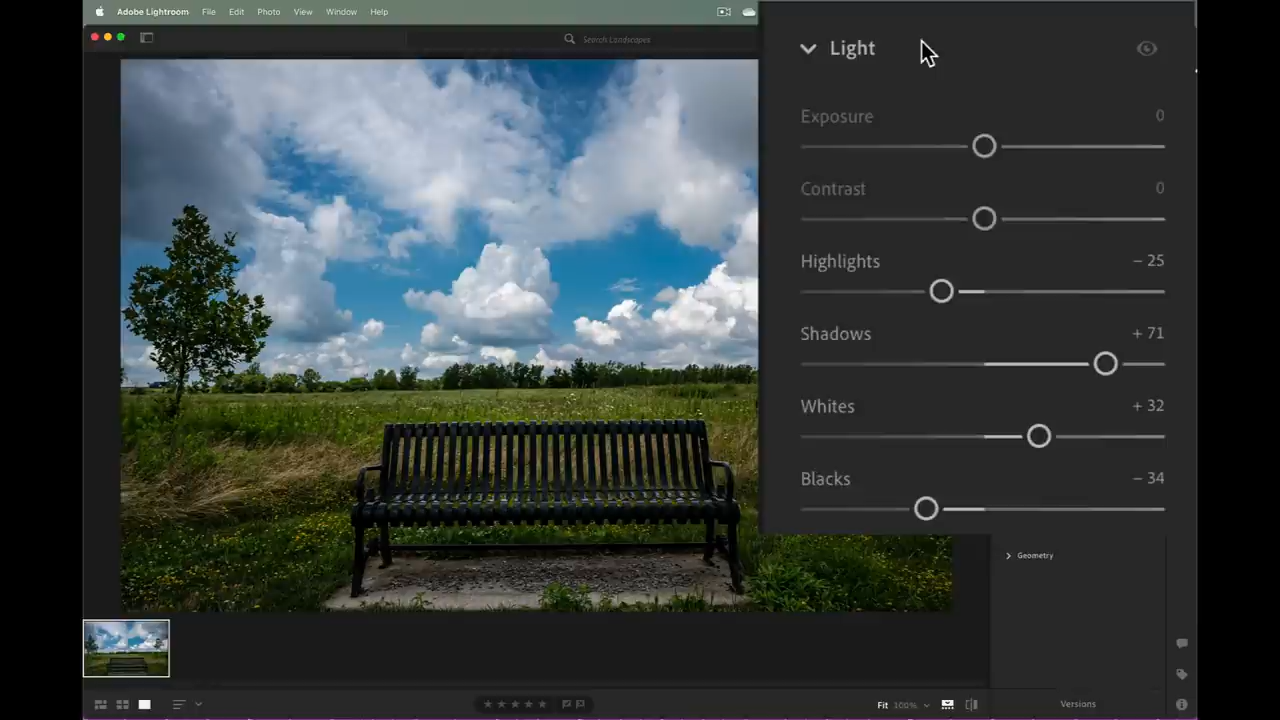 Adobe Lightroom File Edit Photo View Window Help
Search Landscapes
Light
Exposure 0
Contrast 0
Highlights − 25
Shadows + 71
Whites + 32
Blacks − 34
Geometry
Fit 100% Versions